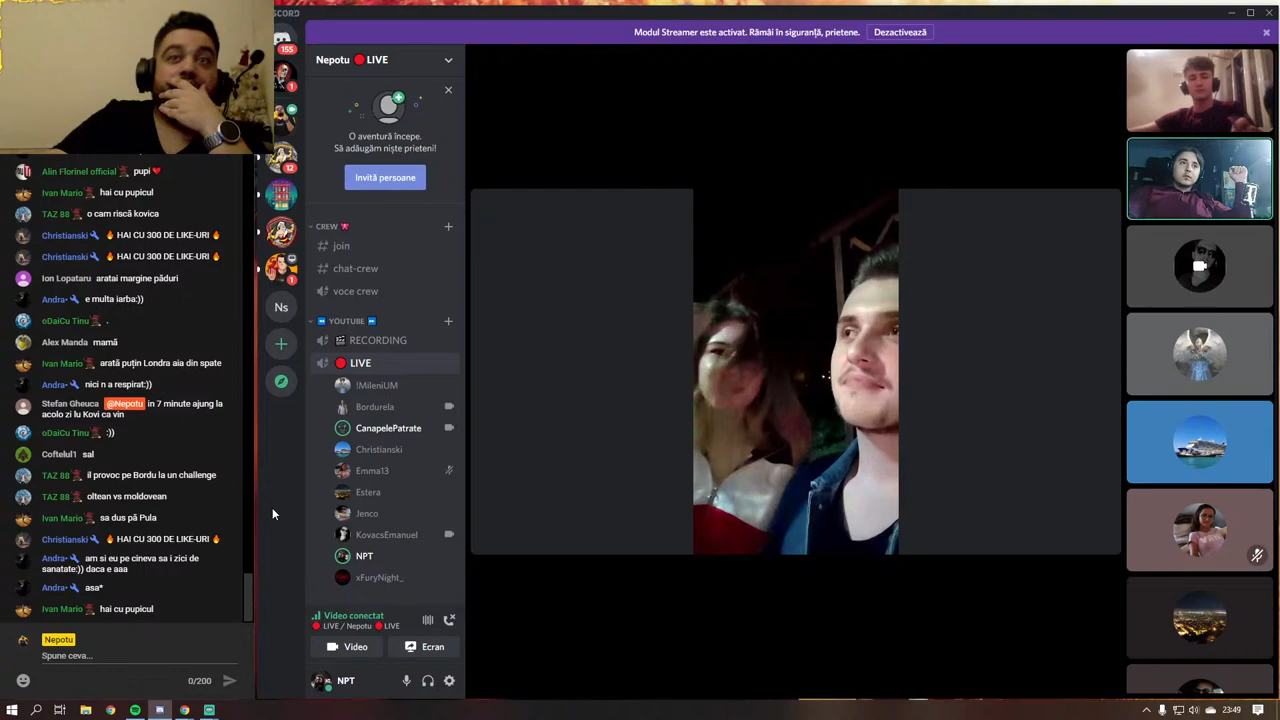 SCORD
Modul Streamer este activat. Rămâi în siguranță, prietene.
Dezactivează
155
1
12
1
Ns
Nepotu 🔴 LIVE
O aventură începe.
Să adăugăm niște prieteni!
Invită persoane
CREW
join
chat-crew
voce crew
YOUTUBE
RECORDING
LIVE
!MileniUM
Bordurela
CanapelePatrate
Christianski
Emma13
Estera
Jenco
KovacsEmanuel
NPT
xFuryNight_
Video conectat
🔴 LIVE / Nepotu 🔴 LIVE
Video
Ecran
NPT
Alin Florinel official pupi ❤
Ivan Mario hai cu pupicul
TAZ 88 o cam riscă kovica
Christianski 🔥 HAI CU 300 DE LIKE-URI 🔥
Christianski 🔥 HAI CU 300 DE LIKE-URI 🔥
Ion Lopataru aratai margine păduri
Andra• e multa iarba:))
oDaiCu Tinu .
Alex Manda mamă
Ivan Mario arată puțin Londra aia din spate
Andra• nici n a respirat:))
Stefan Gheuca @Nepotu in 7 minute ajung la
acolo zi lu Kovi ca vin
oDaiCu Tinu :))
Coftelul1 sal
TAZ 88 îl provoc pe Bordu la un challenge
TAZ 88 oltean vs moldovean
Ivan Mario sa dus pă Pula
Christianski 🔥 HAI CU 300 DE LIKE-URI 🔥
Andra• am si eu pe cineva sa i zici de
sanatate:)) daca e aaa
Andra• asa*
Ivan Mario hai cu pupicul
Nepotu
Spune ceva...
0/200
23:49